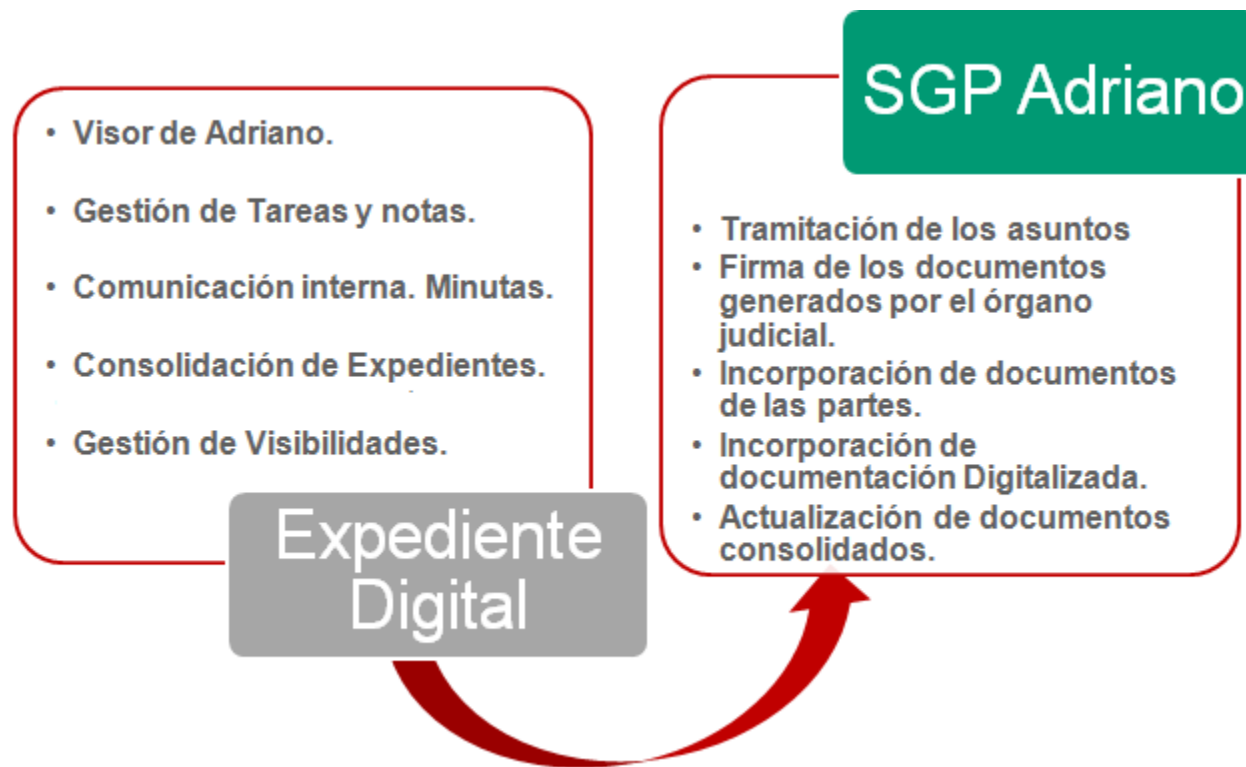 • Visor de Adriano.
• Gestión de Tareas y notas.
• Comunicación interna. Minutas.
• Consolidación de Expedientes.
• Gestión de Visibilidades.
Expediente
Digital
SGP Adriano
• Tramitación de los asuntos
• Firma de los documentos
generados por el órgano
judicial.
• Incorporación de documentos
de las partes.
• Incorporación de
documentación Digitalizada.
• Actualización de documentos
consolidados.